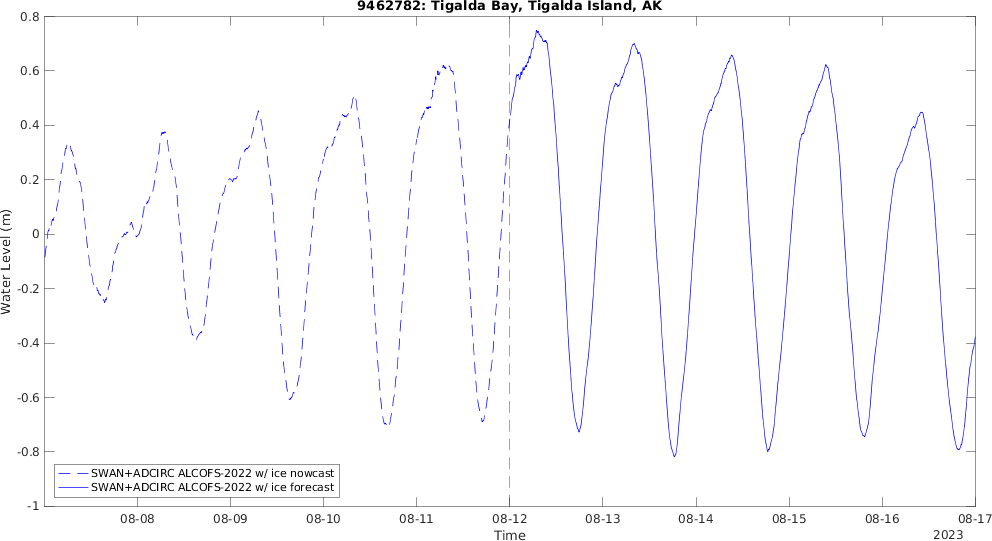 9462782: Tigalda Bay, Tigalda Island, AK
0.8
0.6
0.4
0.2
0
-0.2
-0.4
-0.6
-0.8
-1
Water Level (m)
SWAN+ADCIRC ALCOFS-2022 w/ ice nowcast
SWAN+ADCIRC ALCOFS-2022 w/ ice forecast
08-08 08-09 08-10 08-11 08-12 08-13 08-14 08-15 08-16 08-17
Time
2023